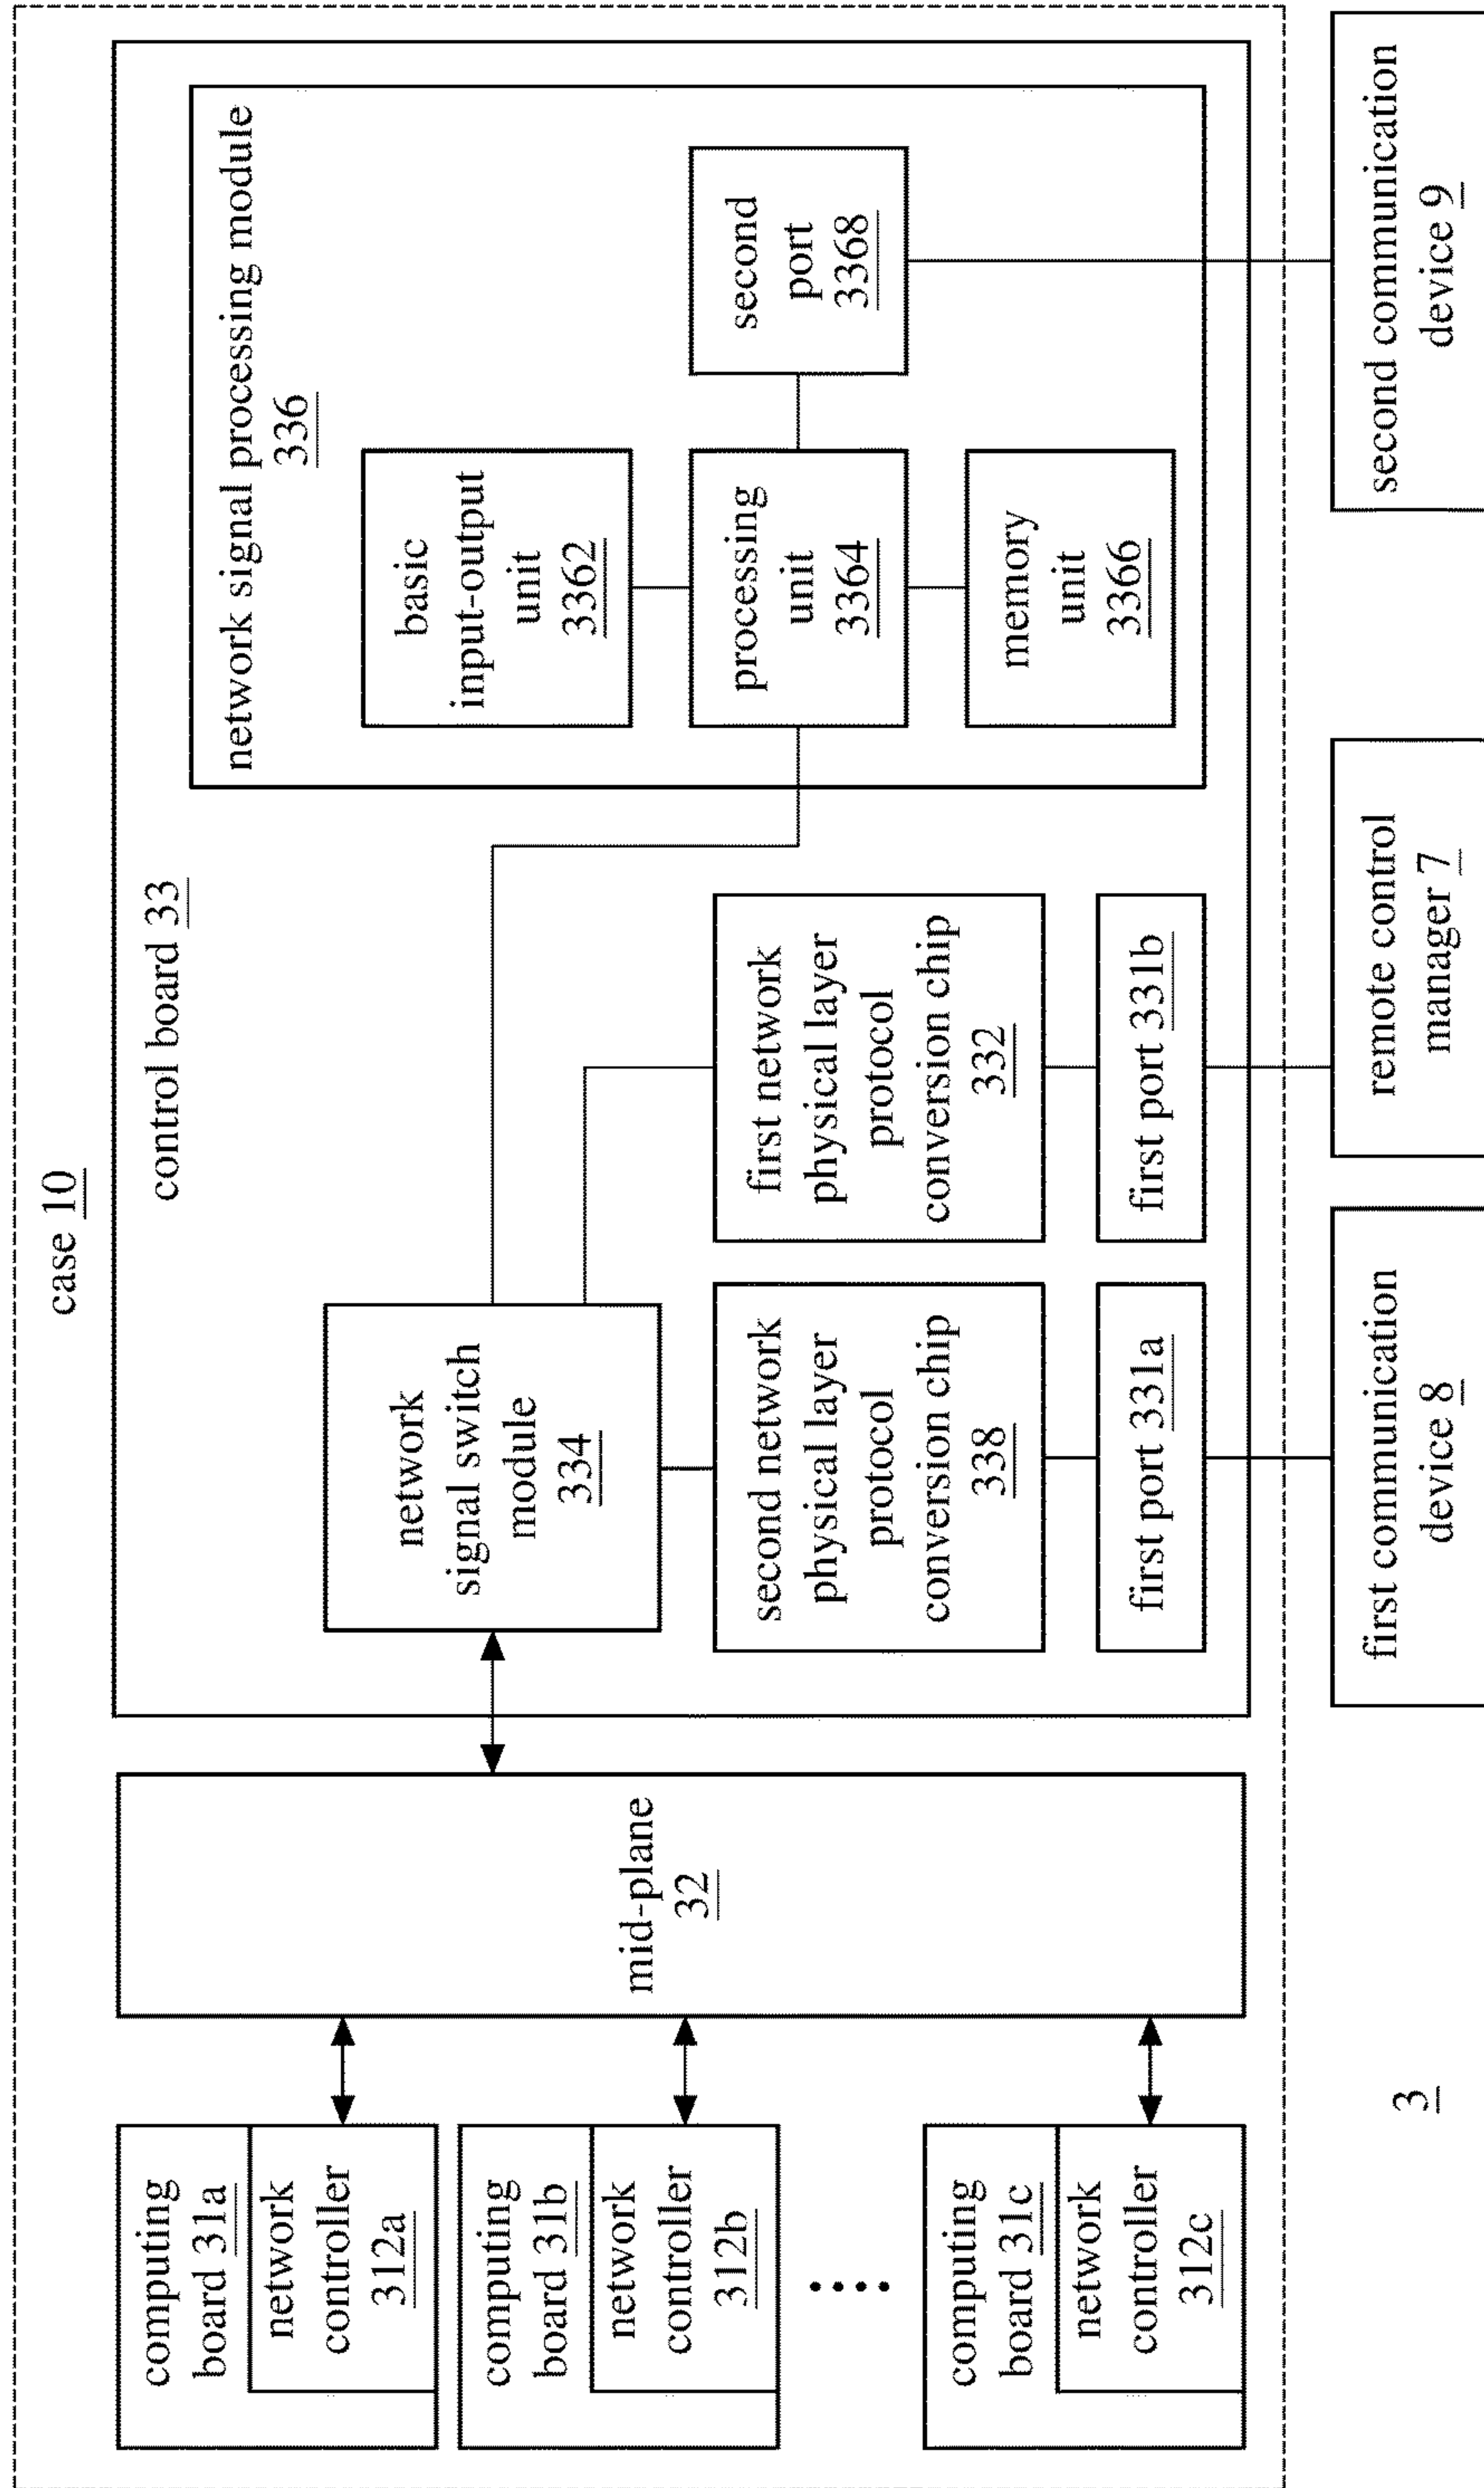 case 10
computing
board 31a
network
controller
312a
computing
board 31b
network
controller
312b
computing
board 31c
network
controller
312c
mid-plane
32
control board 33
network
signal switch
module
334
second network
physical layer
protocol
conversion chip
338
first port 331a
first network
physical layer
protocol
conversion chip
332
first port 331b
network signal processing module
336
basic
input-output
unit
3362
processing
unit
3364
memory
unit
3366
second
port
3368
3
first communication
device 8
remote control
manager 7
second communication
device 9